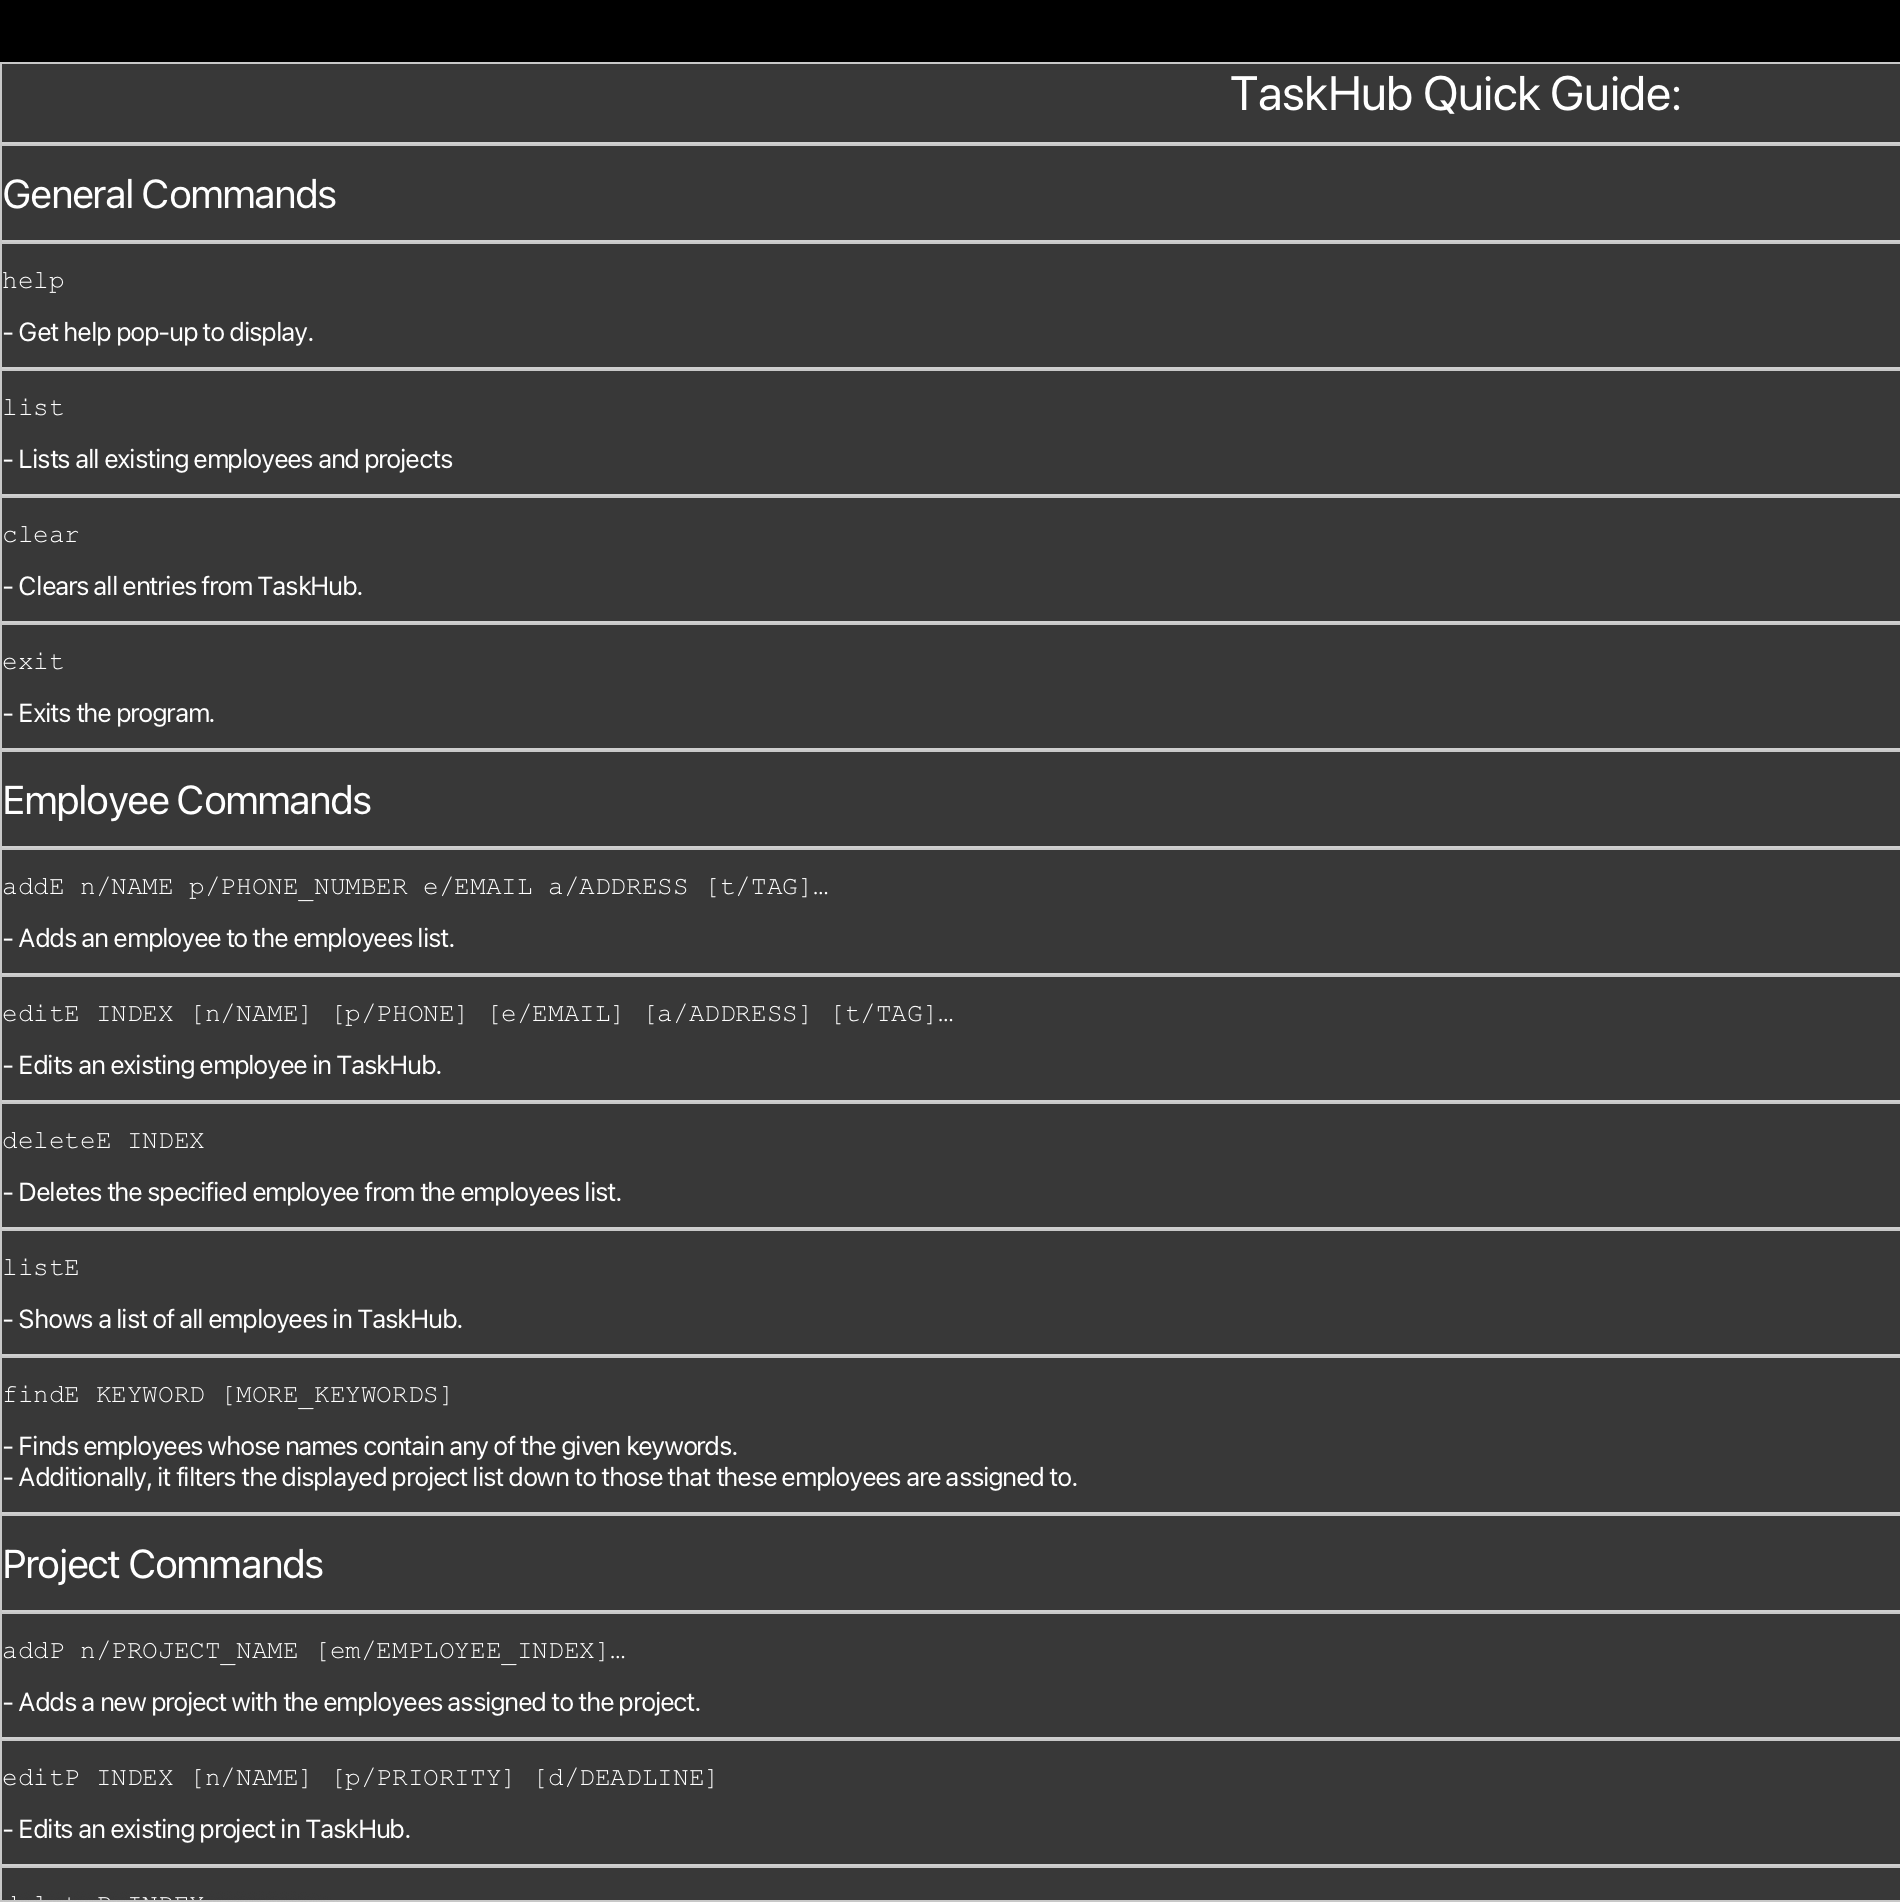 TaskHub Quick Guide:
General Commands
help
- Get help pop-up to display.
list
- Lists all existing employees and projects
clear
- Clears all entries from TaskHub.
exit
- Exits the program.
Employee Commands
addE n/NAME p/PHONE_NUMBER e/EMAIL a/ADDRESS [t/TAG]…
- Adds an employee to the employees list.
editE INDEX [n/NAME] [p/PHONE] [e/EMAIL] [a/ADDRESS] [t/TAG]…
- Edits an existing employee in TaskHub.
deleteE INDEX
- Deletes the specified employee from the employees list.
listE
- Shows a list of all employees in TaskHub.
findE KEYWORD [MORE_KEYWORDS]
- Finds employees whose names contain any of the given keywords.
- Additionally, it filters the displayed project list down to those that these employees are assigned to.
Project Commands
addP n/PROJECT_NAME [em/EMPLOYEE_INDEX]…
- Adds a new project with the employees assigned to the project.
editP INDEX [n/NAME] [p/PRIORITY] [d/DEADLINE]
- Edits an existing project in TaskHub.